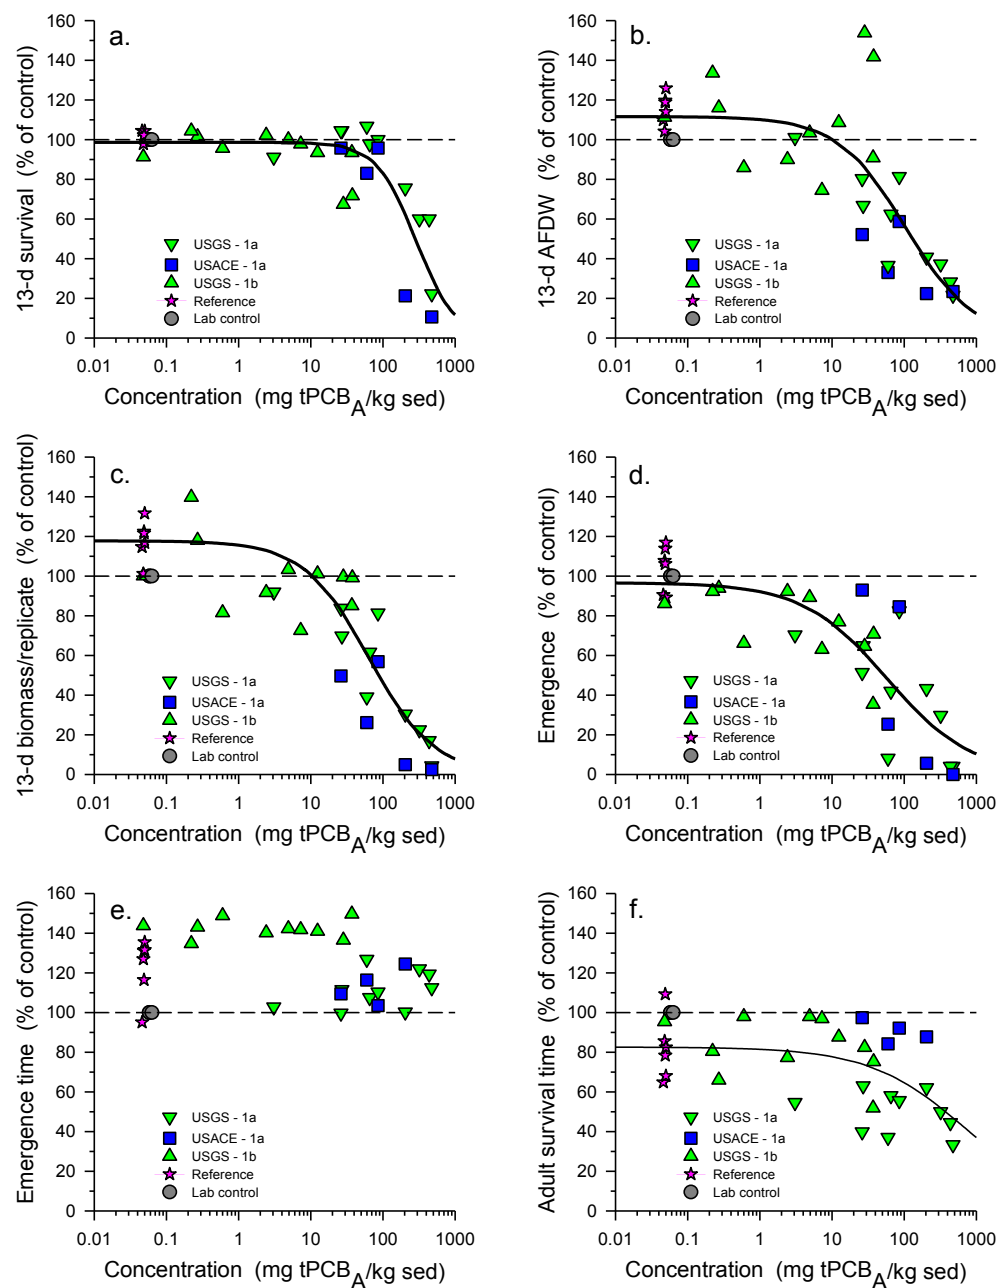 a.
13-d survival (% of control)
160
140
120
100
80
60
40
20
0
USGS - 1a
USACE - 1a
USGS - 1b
Reference
Lab control
0.01 0.1 1 10 100 1000
Concentration (mg tPCBA/kg sed)
b.
13-d AFDW (% of control)
160
140
120
100
80
60
40
20
0
USGS - 1a
USACE - 1a
USGS - 1b
Reference
Lab control
0.01 0.1 1 10 100 1000
Concentration (mg tPCBA/kg sed)
c.
13-d biomass/replicate (% of control)
160
140
120
100
80
60
40
20
0
USGS - 1a
USACE - 1a
USGS - 1b
Reference
Lab control
0.01 0.1 1 10 100 1000
Concentration (mg tPCBA/kg sed)
d.
Emergence (% of control)
160
140
120
100
80
60
40
20
0
USGS - 1a
USACE - 1a
USGS - 1b
Reference
Lab control
0.01 0.1 1 10 100 1000
Concentration (mg tPCBA/kg sed)
e.
Emergence time (% of control)
160
140
120
100
80
60
40
20
0
USGS - 1a
USACE - 1a
USGS - 1b
Reference
Lab control
0.01 0.1 1 10 100 1000
Concentration (mg tPCBA/kg sed)
f.
Adult survival time (% of control)
160
140
120
100
80
60
40
20
0
USGS - 1a
USACE - 1a
USGS - 1b
Reference
Lab control
0.01 0.1 1 10 100 1000
Concentration (mg tPCBA/kg sed)